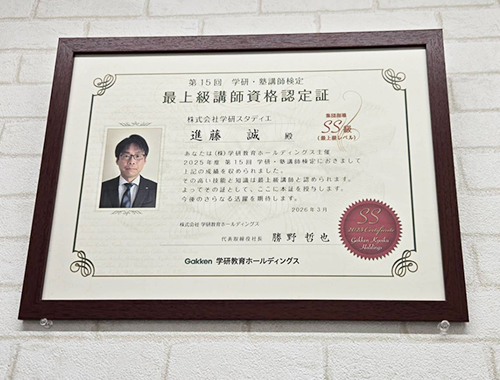 第15回 学研・塾講師検定
最上級講師資格認定証
株式会社学研スタディエ
進藤 誠 殿
集団指導
SS級
(最上級レベル)
あなたは(株)学研教育ホールディングス主催
2025年度 第15回 学研・塾講師検定におきまして
上記の成績を収められました。
その高い技能と知識は最上級講師と認められます。
よってその証として、ここに本証を授与します。
今後のさらなる活躍を期待します。
2026年3月
株式会社 学研教育ホールディングス
代表取締役社長 勝野 哲也
Gakken 学研教育ホールディングス
SS
Certificate
Gakken Kyoiku
Holdings